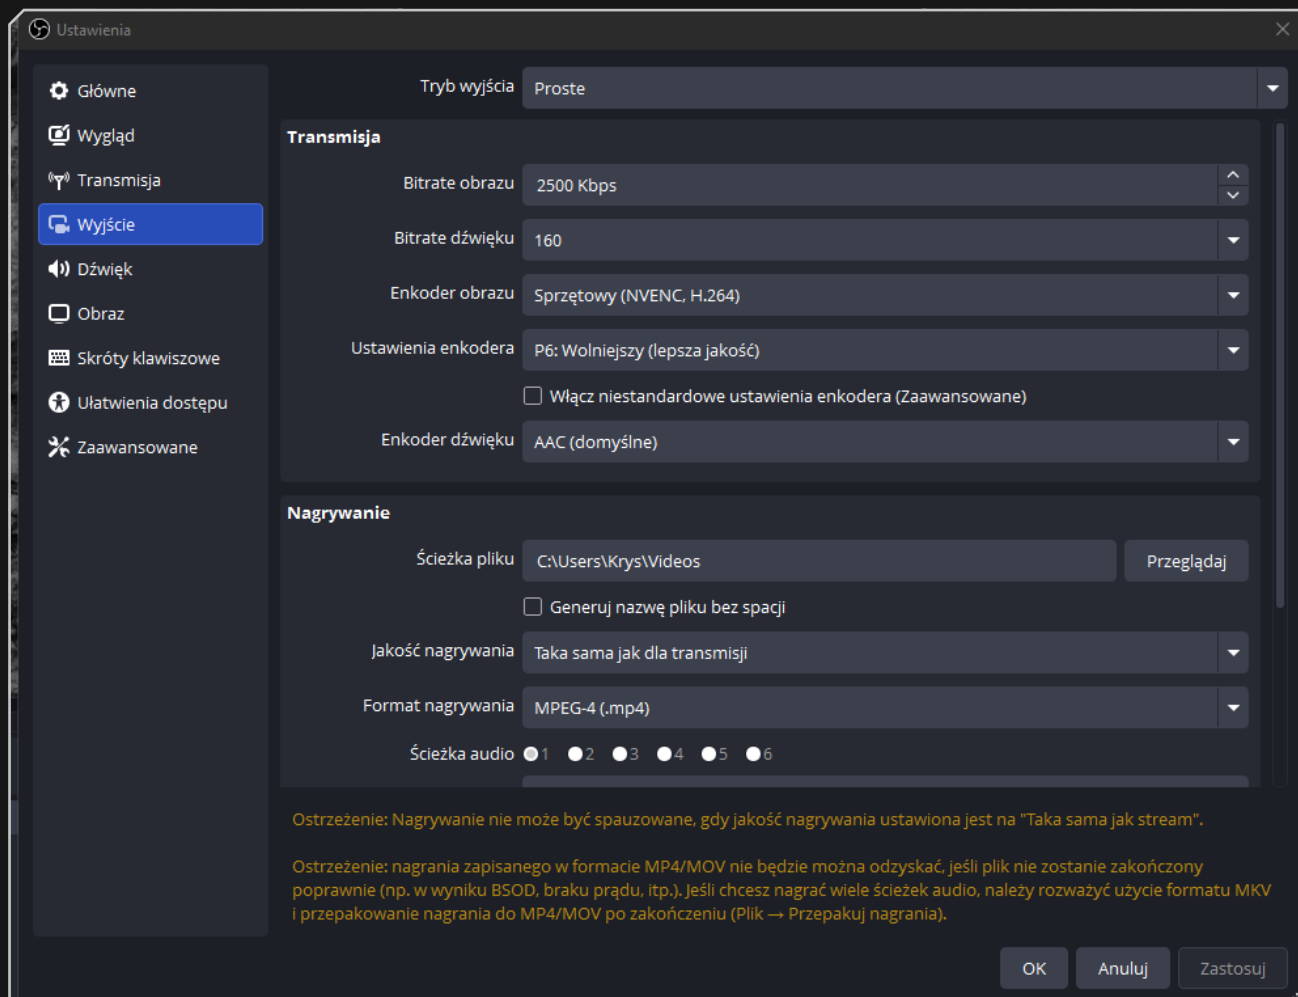 Ustawienia
Główne
Wygląd
Transmisja
Wyjście
Dźwięk
Obraz
Skróty klawiszowe
Ułatwienia dostępu
Zaawansowane
Tryb wyjścia Proste
Transmisja
Bitrate obrazu 2500 Kbps
Bitrate dźwięku 160
Enkoder obrazu Sprzętowy (NVENC, H.264)
Ustawienia enkodera P6: Wolniejszy (lepsza jakość)
Włącz niestandardowe ustawienia enkodera (Zaawansowane)
Enkoder dźwięku AAC (domyślne)
Nagrywanie
Ścieżka pliku C:\Users\Krys\Videos Przeglądaj
Generuj nazwę pliku bez spacji
Jakość nagrywania Taka sama jak dla transmisji
Format nagrywania MPEG-4 (.mp4)
Ścieżka audio 1 2 3 4 5 6
Ostrzeżenie: Nagrywanie nie może być spauzowane, gdy jakość nagrywania ustawiona jest na "Taka sama jak stream".
Ostrzeżenie: nagrania zapisanego w formacie MP4/MOV nie będzie można odzyskać, jeśli plik nie zostanie zakończony
poprawnie (np. w wyniku BSOD, braku prądu, itp.). Jeśli chcesz nagrać wiele ścieżek audio, należy rozważyć użycie formatu MKV
i przepakowanie nagrania do MP4/MOV po zakończeniu (Plik → Przepakuj nagrania).
OK Anuluj Zastosuj